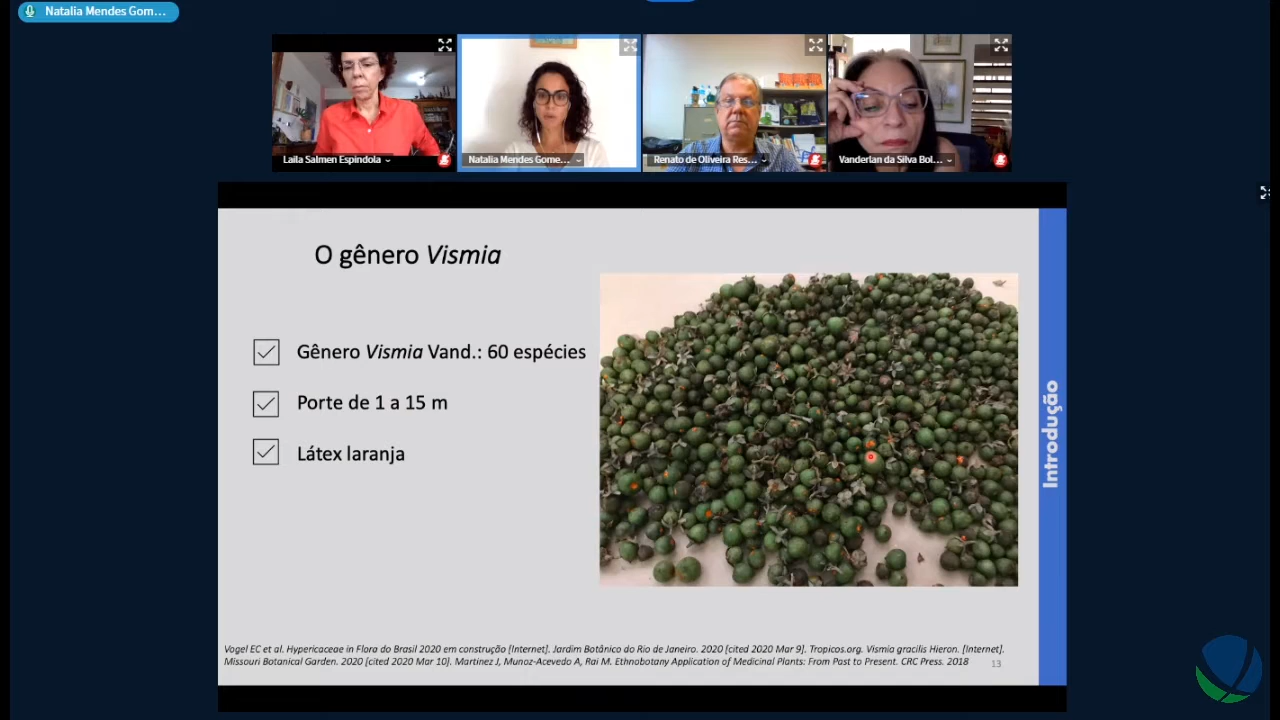 Natalia Mendes Gom...
Laila Salmen Espindola
Natalia Mendes Gome...
Renato de Oliveira Res...
Vanderlan da Silva Bol...
O gênero Vismia
Gênero Vismia Vand.: 60 espécies
Porte de 1 a 15 m
Látex laranja
Introdução
Vogel EC et al. Hypericaceae in Flora do Brasil 2020 em construção [Internet]. Jardim Botânico do Rio de Janeiro. 2020 [cited 2020 Mar 9]. Tropicos.org. Vismia gracilis Hieron. [Internet].
Missouri Botanical Garden. 2020 [cited 2020 Mar 10]. Martinez J, Munoz-Acevedo A, Rai M. Ethnobotany Application of Medicinal Plants: From Past to Present. CRC Press. 2018
13